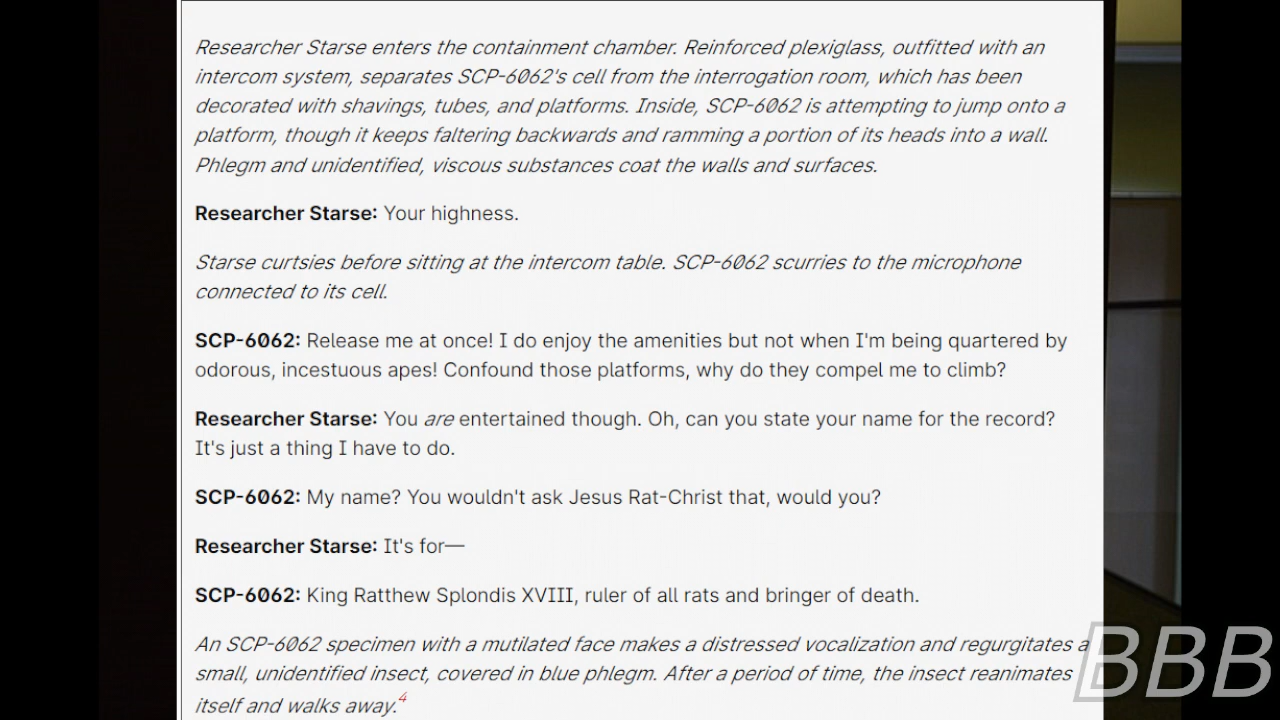 Researcher Starse enters the containment chamber. Reinforced plexiglass, outfitted with an
intercom system, separates SCP-6062's cell from the interrogation room, which has been
decorated with shavings, tubes, and platforms. Inside, SCP-6062 is attempting to jump onto a
platform, though it keeps faltering backwards and ramming a portion of its heads into a wall.
Phlegm and unidentified, viscous substances coat the walls and surfaces.
Researcher Starse: Your highness.
Starse curtsies before sitting at the intercom table. SCP-6062 scurries to the microphone
connected to its cell.
SCP-6062: Release me at once! I do enjoy the amenities but not when I'm being quartered by
odorous, incestuous apes! Confound those platforms, why do they compel me to climb?
Researcher Starse: You are entertained though. Oh, can you state your name for the record?
It's just a thing I have to do.
SCP-6062: My name? You wouldn't ask Jesus Rat-Christ that, would you?
Researcher Starse: It's for—
SCP-6062: King Ratthew Splondis XVIII, ruler of all rats and bringer of death.
An SCP-6062 specimen with a mutilated face makes a distressed vocalization and regurgitates a
small, unidentified insect, covered in blue phlegm. After a period of time, the insect reanimates
itself and walks away.4
BBB